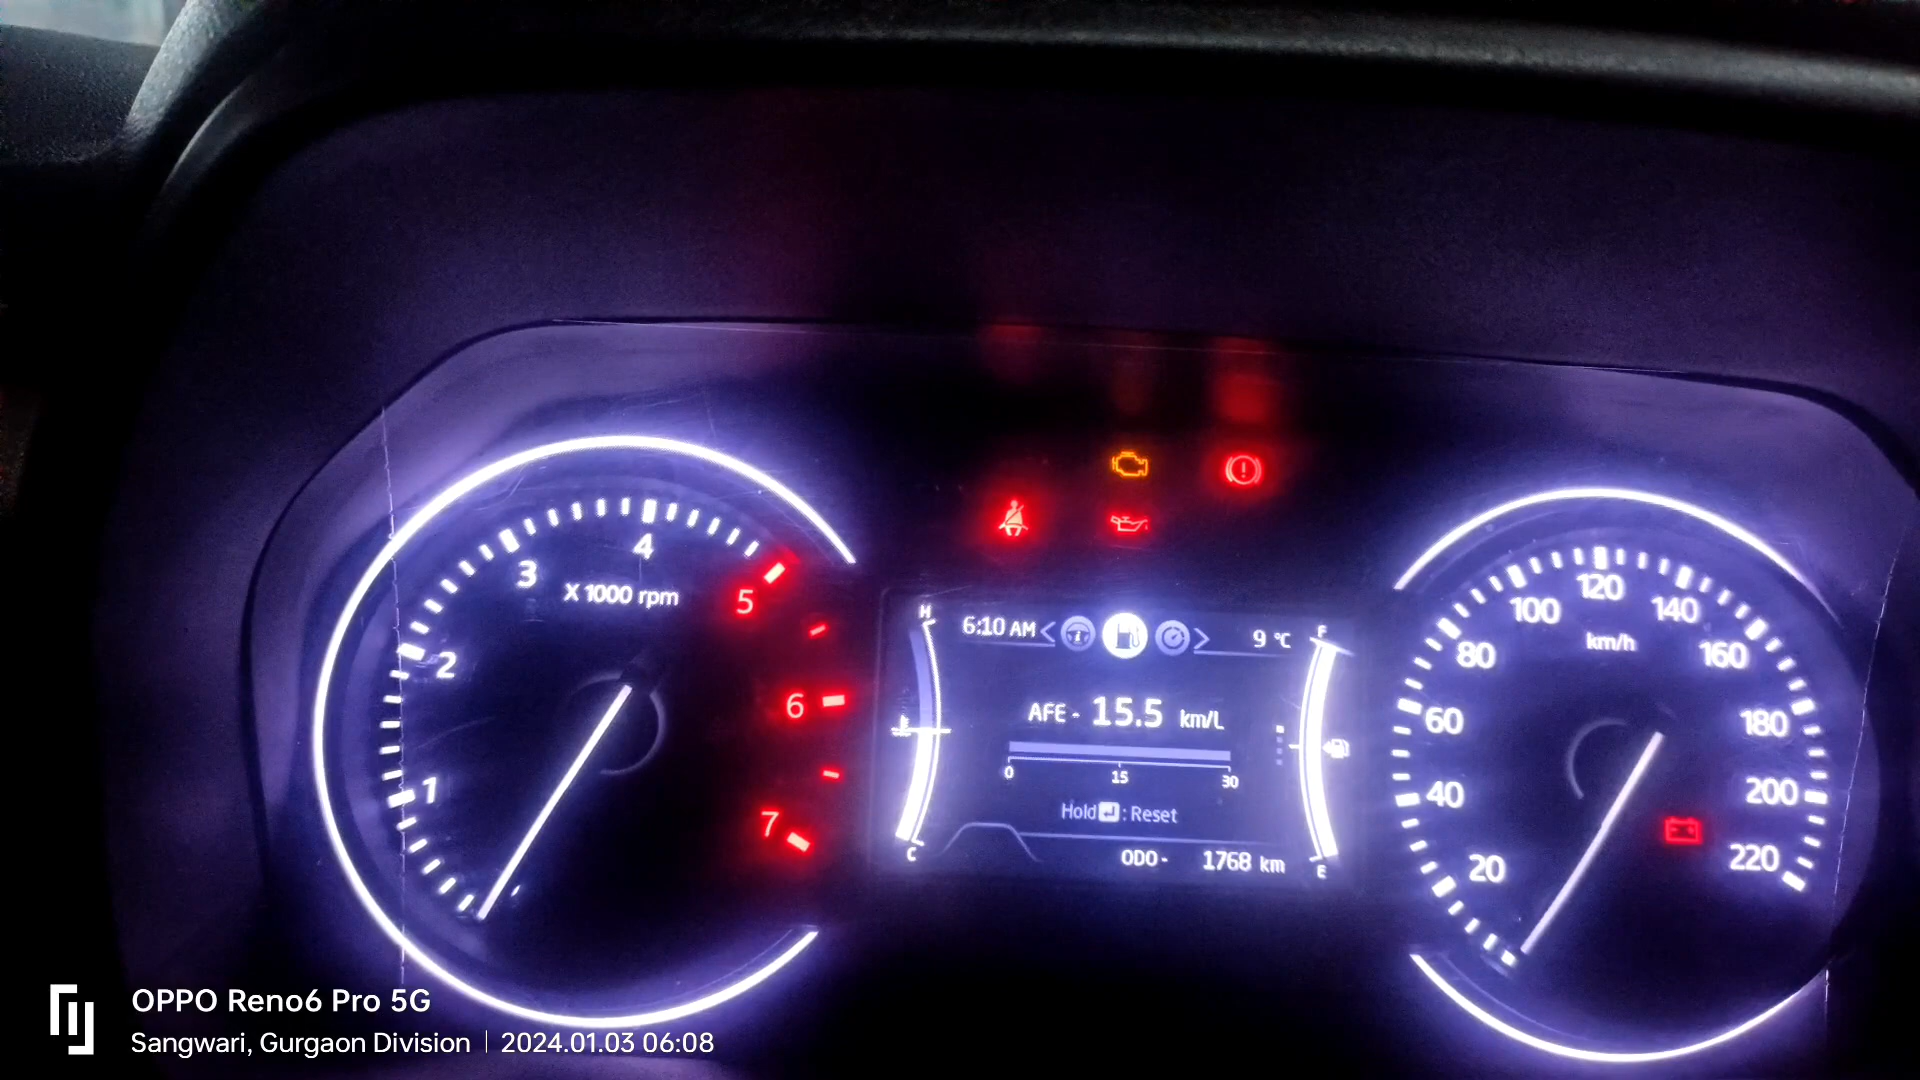 4
3
X 1000 rpm
5
2
6
1
7
H
6:10 AM
9 °C
F
AFE - 15.5 km/L
0 15 30
Hold : Reset
C
ODO - 1768 km
E
120
100
140
km/h
80
160
60
180
40
200
20
220
OPPO Reno6 Pro 5G
Sangwari, Gurgaon Division | 2024.01.03 06:08